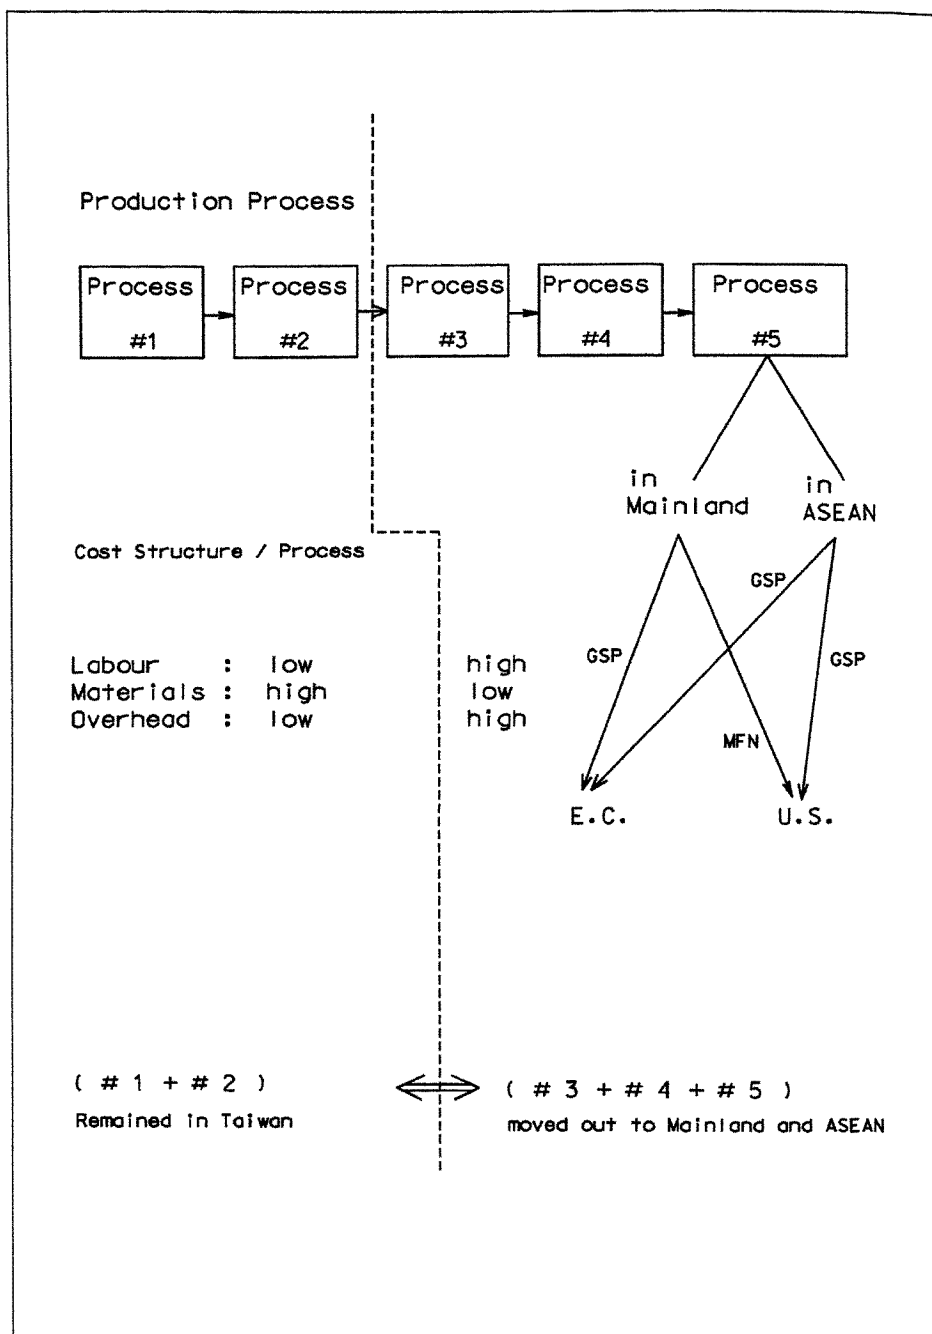 Production Process
Process Process Process Process Process
#1 #2 #3 #4 #5
in Mainland
in ASEAN
Cost Structure / Process
GSP
GSP
GSP
Labour : low high
Materials : high low
Overhead : low high
MFN
E.C. U.S.
( # 1 + # 2 ) ( # 3 + # 4 + # 5 )
Remained in Taiwan moved out to Mainland and ASEAN